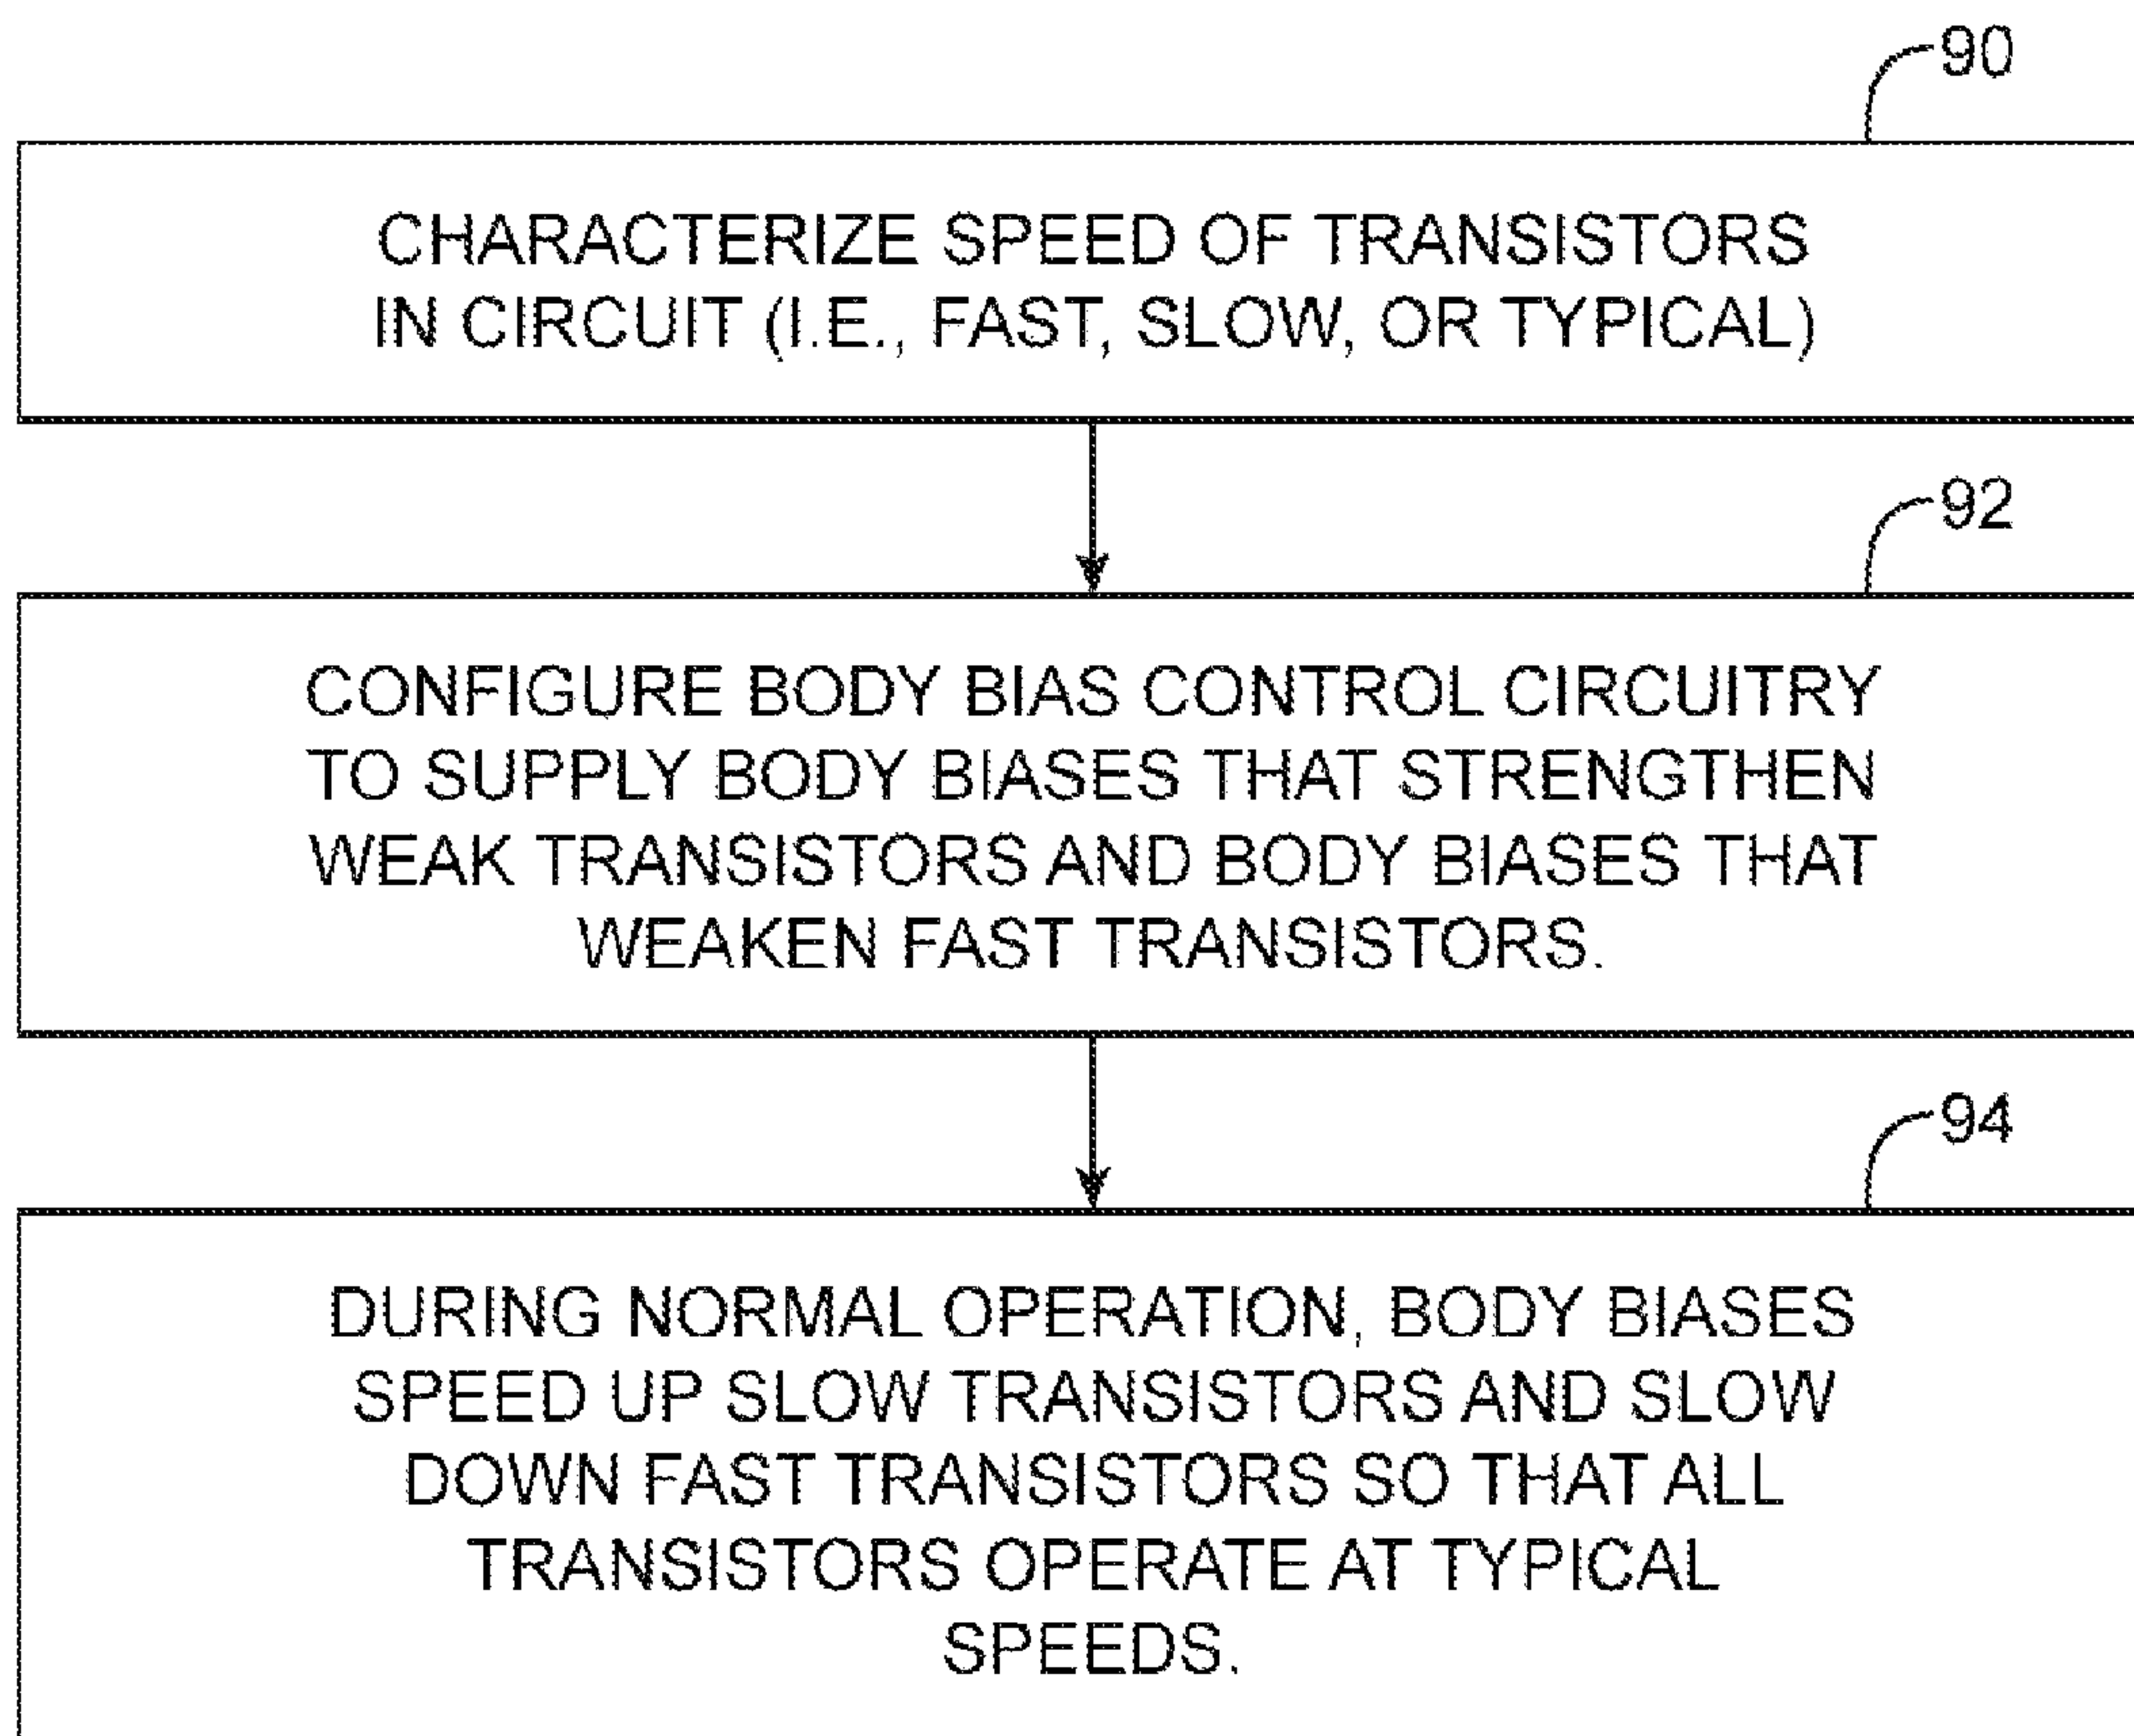 90
CHARACTERIZE SPEED OF TRANSISTORS
IN CIRCUIT (I.E., FAST, SLOW, OR TYPICAL)
92
CONFIGURE BODY BIAS CONTROL CIRCUITRY
TO SUPPLY BODY BIASES THAT STRENGTHEN
WEAK TRANSISTORS AND BODY BIASES THAT
WEAKEN FAST TRANSISTORS.
94
DURING NORMAL OPERATION, BODY BIASES
SPEED UP SLOW TRANSISTORS AND SLOW
DOWN FAST TRANSISTORS SO THAT ALL
TRANSISTORS OPERATE AT TYPICAL
SPEEDS.